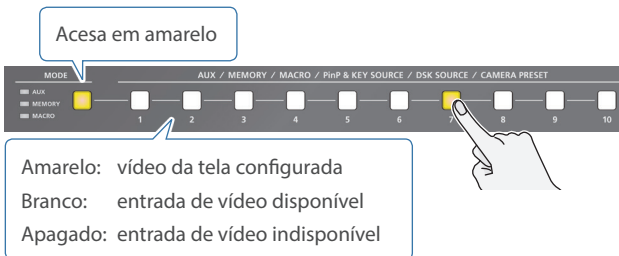 Acesa em amarelo
MODE
AUX / MEMORY / MACRO / PinP & KEY SOURCE / DSK SOURCE / CAMERA PRESET
AUX
MEMORY
MACRO
1 2 3 4 5 6 7 8 9 10
Amarelo: vídeo da tela configurada
Branco: entrada de vídeo disponível
Apagado: entrada de vídeo indisponível